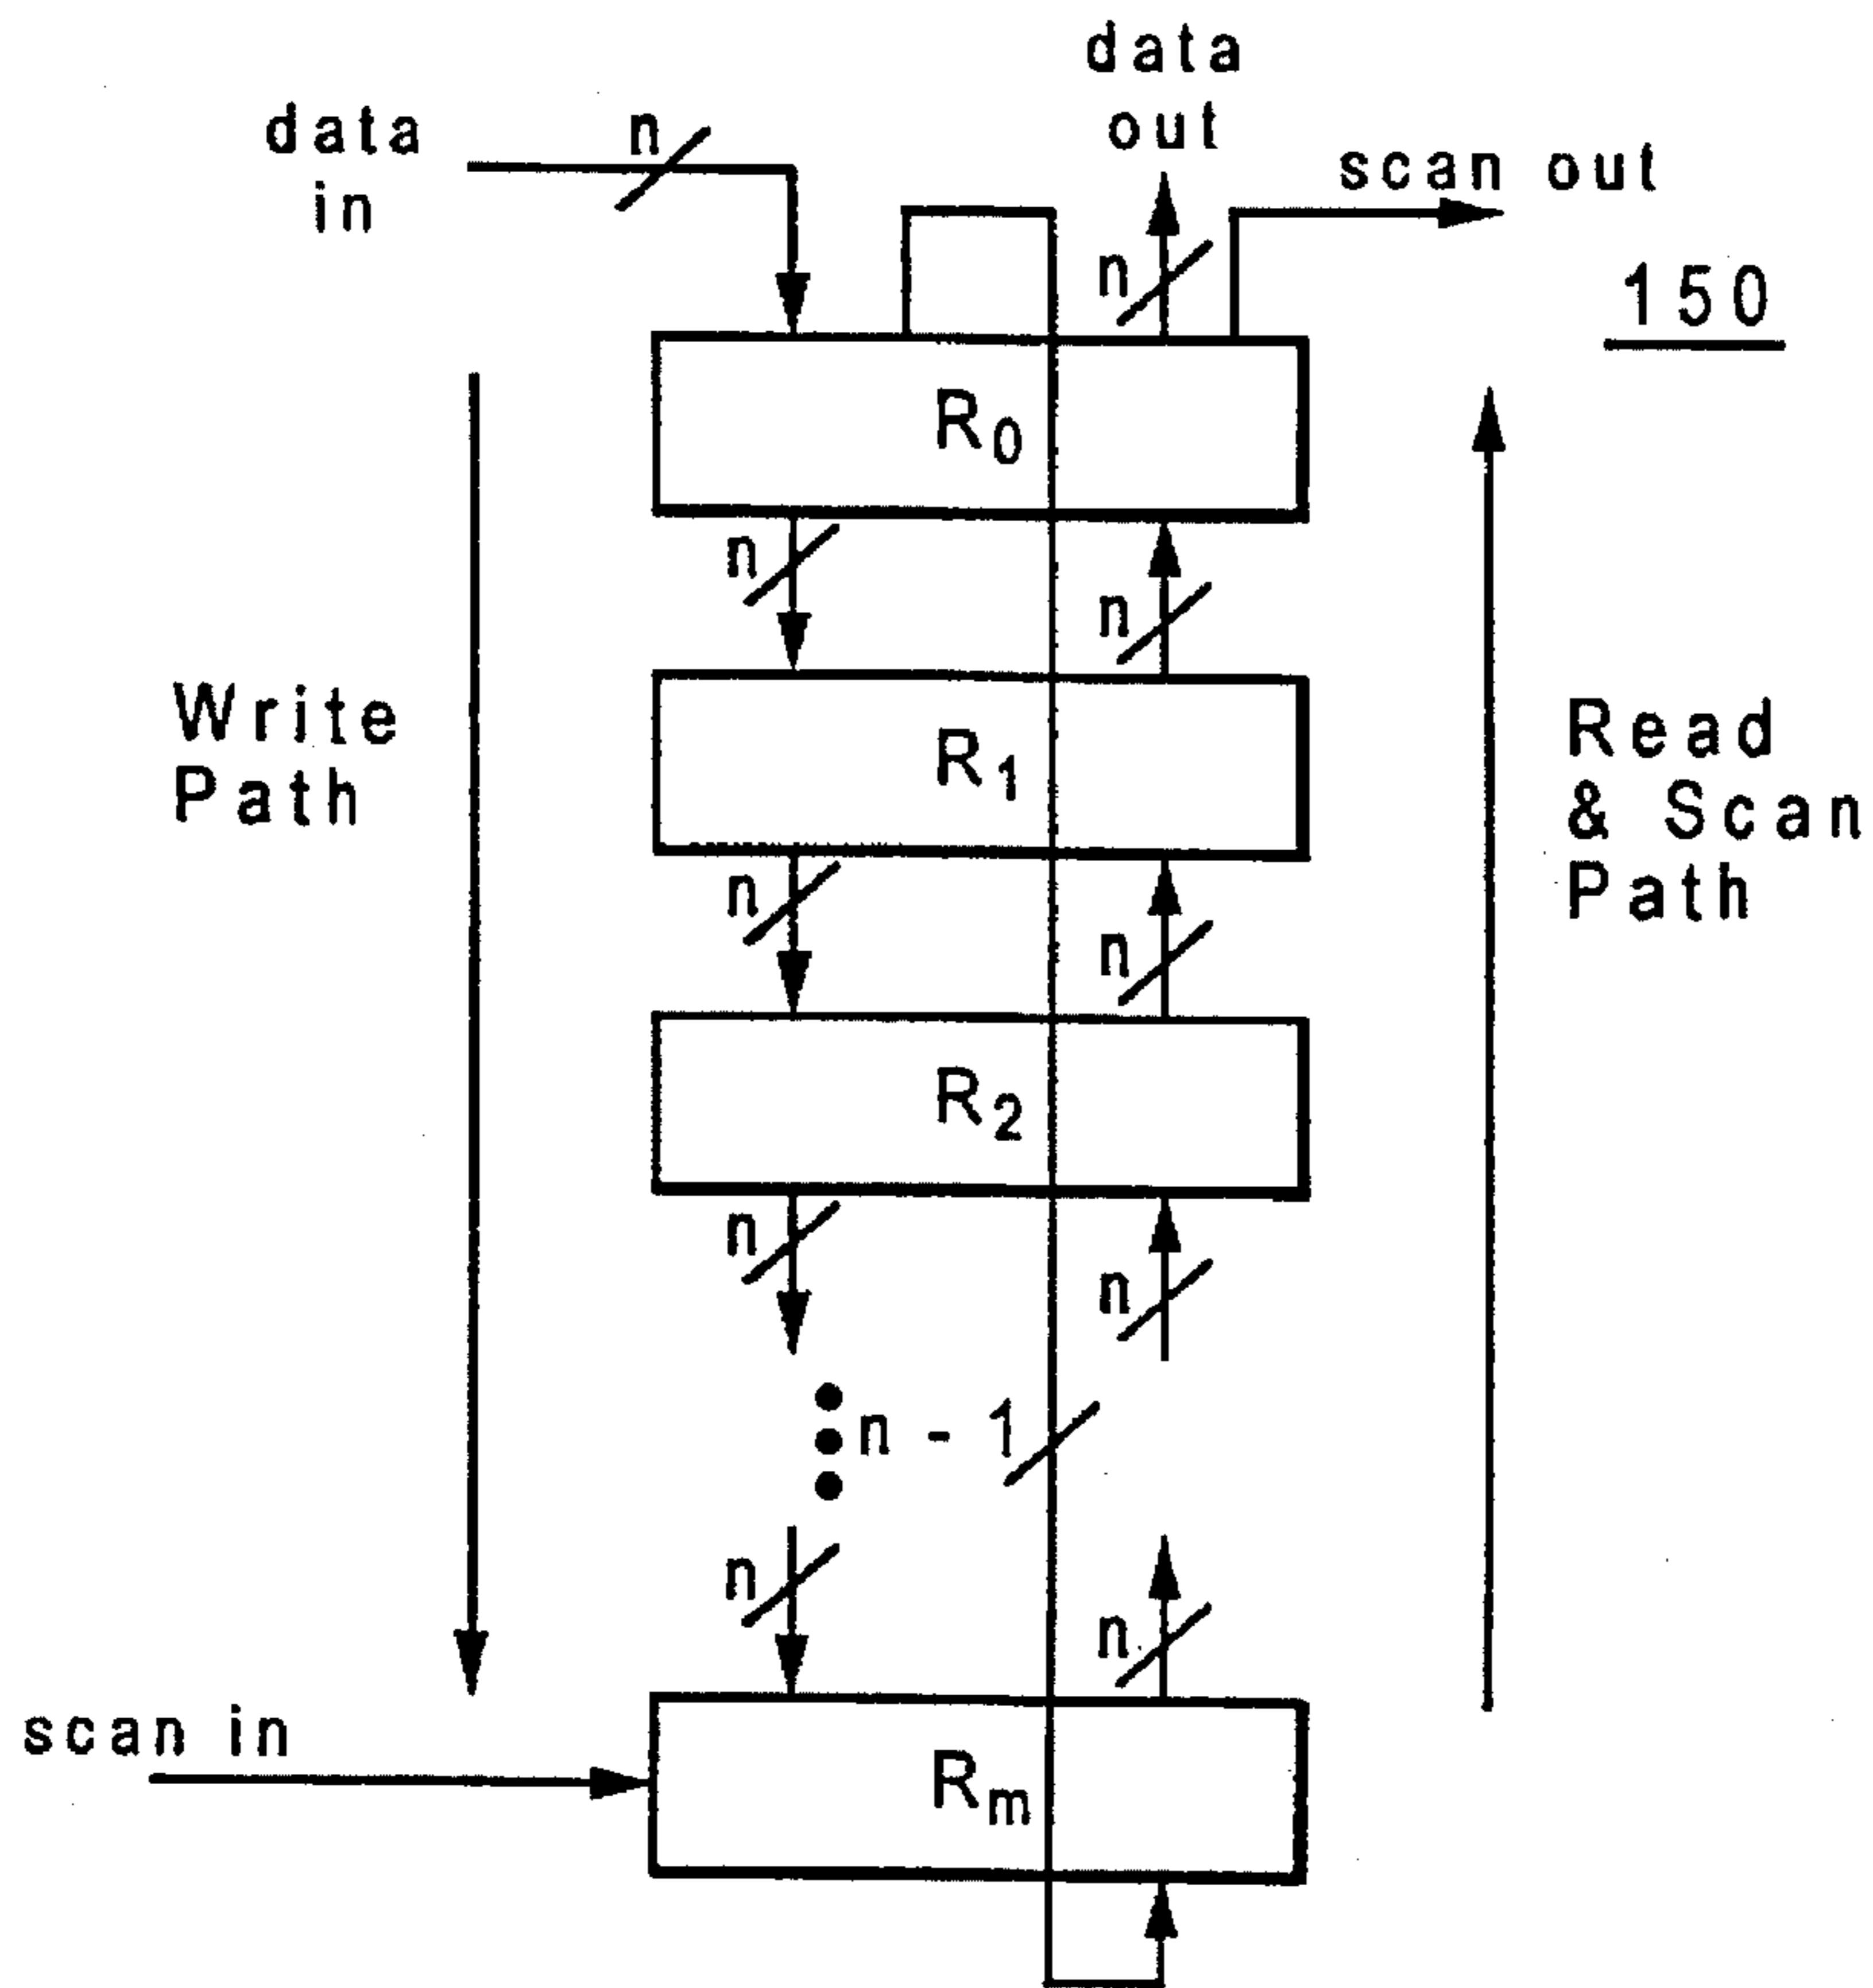 data
out
data
in
n
scan out
n
150
R0
n
n
Write
Path
R1
Read
& Scan
Path
n
n
R2
n
n
n - 1
n
n
scan in
Rm